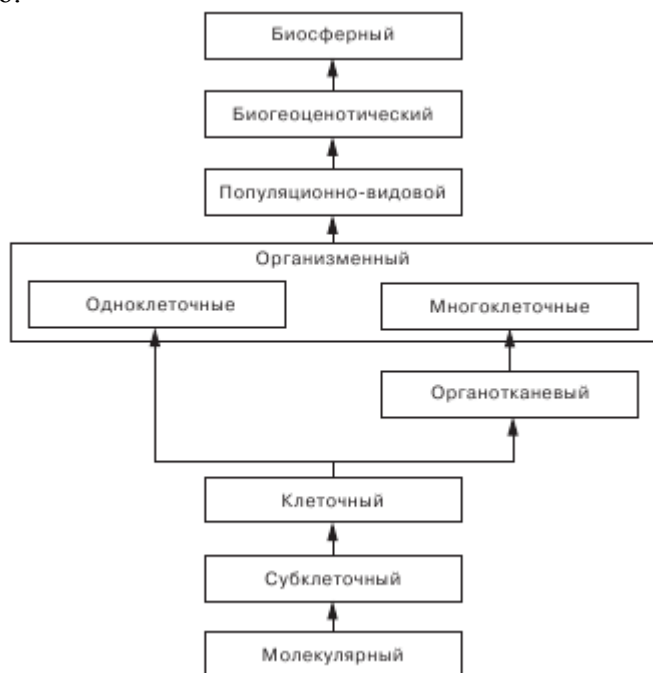 Биосферный
Биогеоценотический
Популяционно-видовой
Организменный
Одноклеточные
Многоклеточные
Органотканевый
Клеточный
Субклеточный
Молекулярный